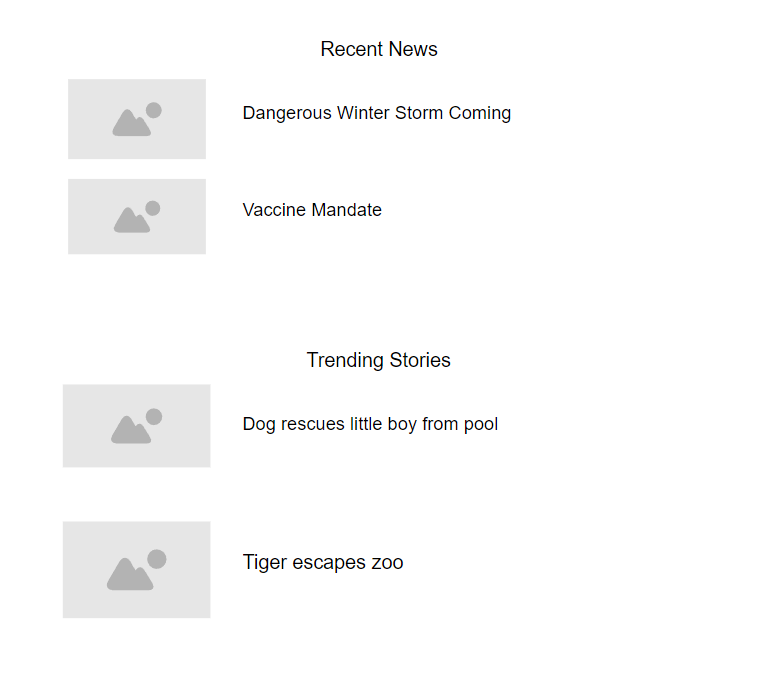 Recent News
Dangerous Winter Storm Coming
Vaccine Mandate
Trending Stories
Dog rescues little boy from pool
Tiger escapes zoo